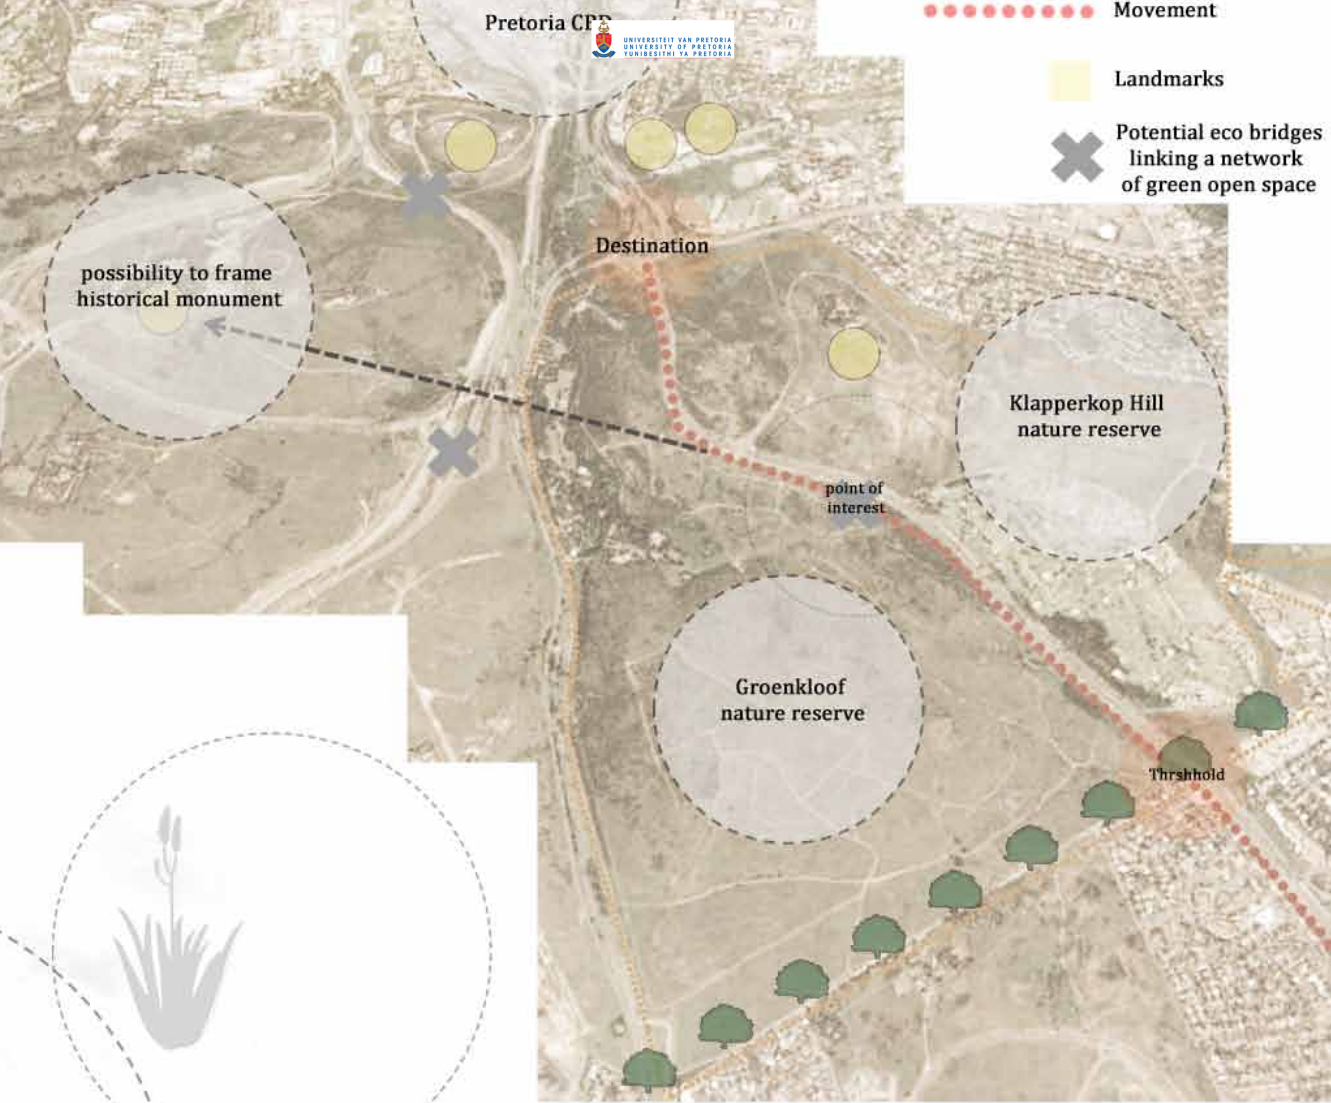 Movement
Pretoria CBD
UNIVERSITEIT VAN PRETORIA
UNIVERSITY OF PRETORIA
YUNIBESITHI YA PRETORIA
Landmarks
Potential eco bridges
linking a network
of green open space
Destination
possibility to frame
historical monument
Klapperkop Hill
nature reserve
point of
interest
Groenkloof
nature reserve
Thrshhold